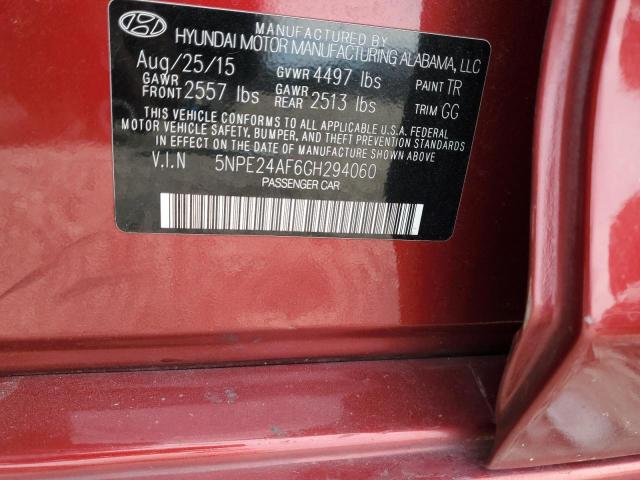 MANUFACTURED BY
HYUNDAI MOTOR MANUFACTURING ALABAMA, LLC
Aug/25/15 GVWR 4497 lbs PAINT TR
GAWR FRONT 2557 lbs GAWR REAR 2513 lbs TRIM GG
THIS VEHICLE CONFORMS TO ALL APPLICABLE U.S.A. FEDERAL
MOTOR VEHICLE SAFETY, BUMPER, AND THEFT PREVENTION STANDARDS
IN EFFECT ON THE DATE OF MANUFACTURE SHOWN ABOVE.
V.I.N 5NPE24AF6GH294060
PASSENGER CAR